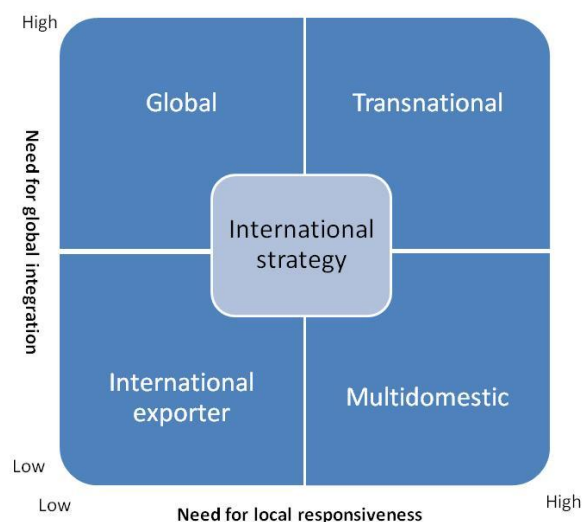 High
Global
Transnational
Need for global integration
International
strategy
International
exporter
Multidomestic
Low
Low
High
Need for local responsiveness